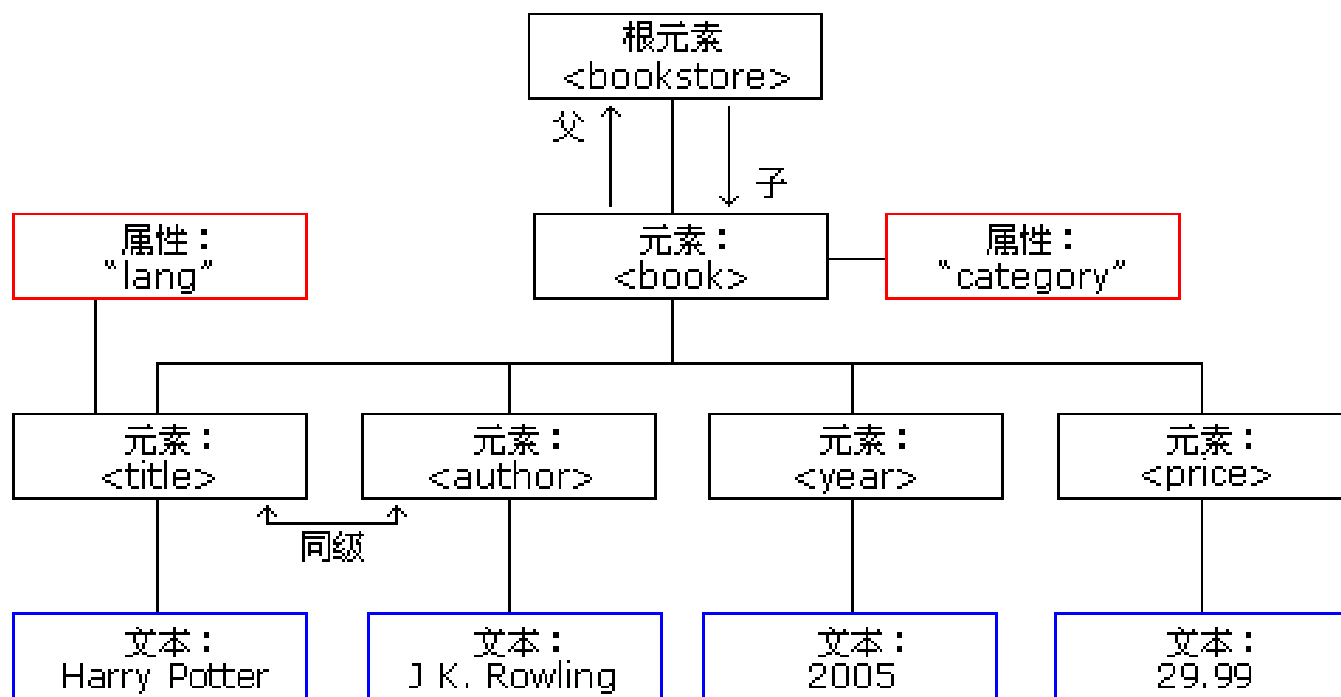 根元素
<bookstore>
父
子
属性：
"lang"
元素：
<book>
属性：
"category"
元素：
<title>
元素：
<author>
元素：
<year>
元素：
<price>
同级
文本：
Harry Potter
文本：
J K. Rowling
文本：
2005
文本：
29.99